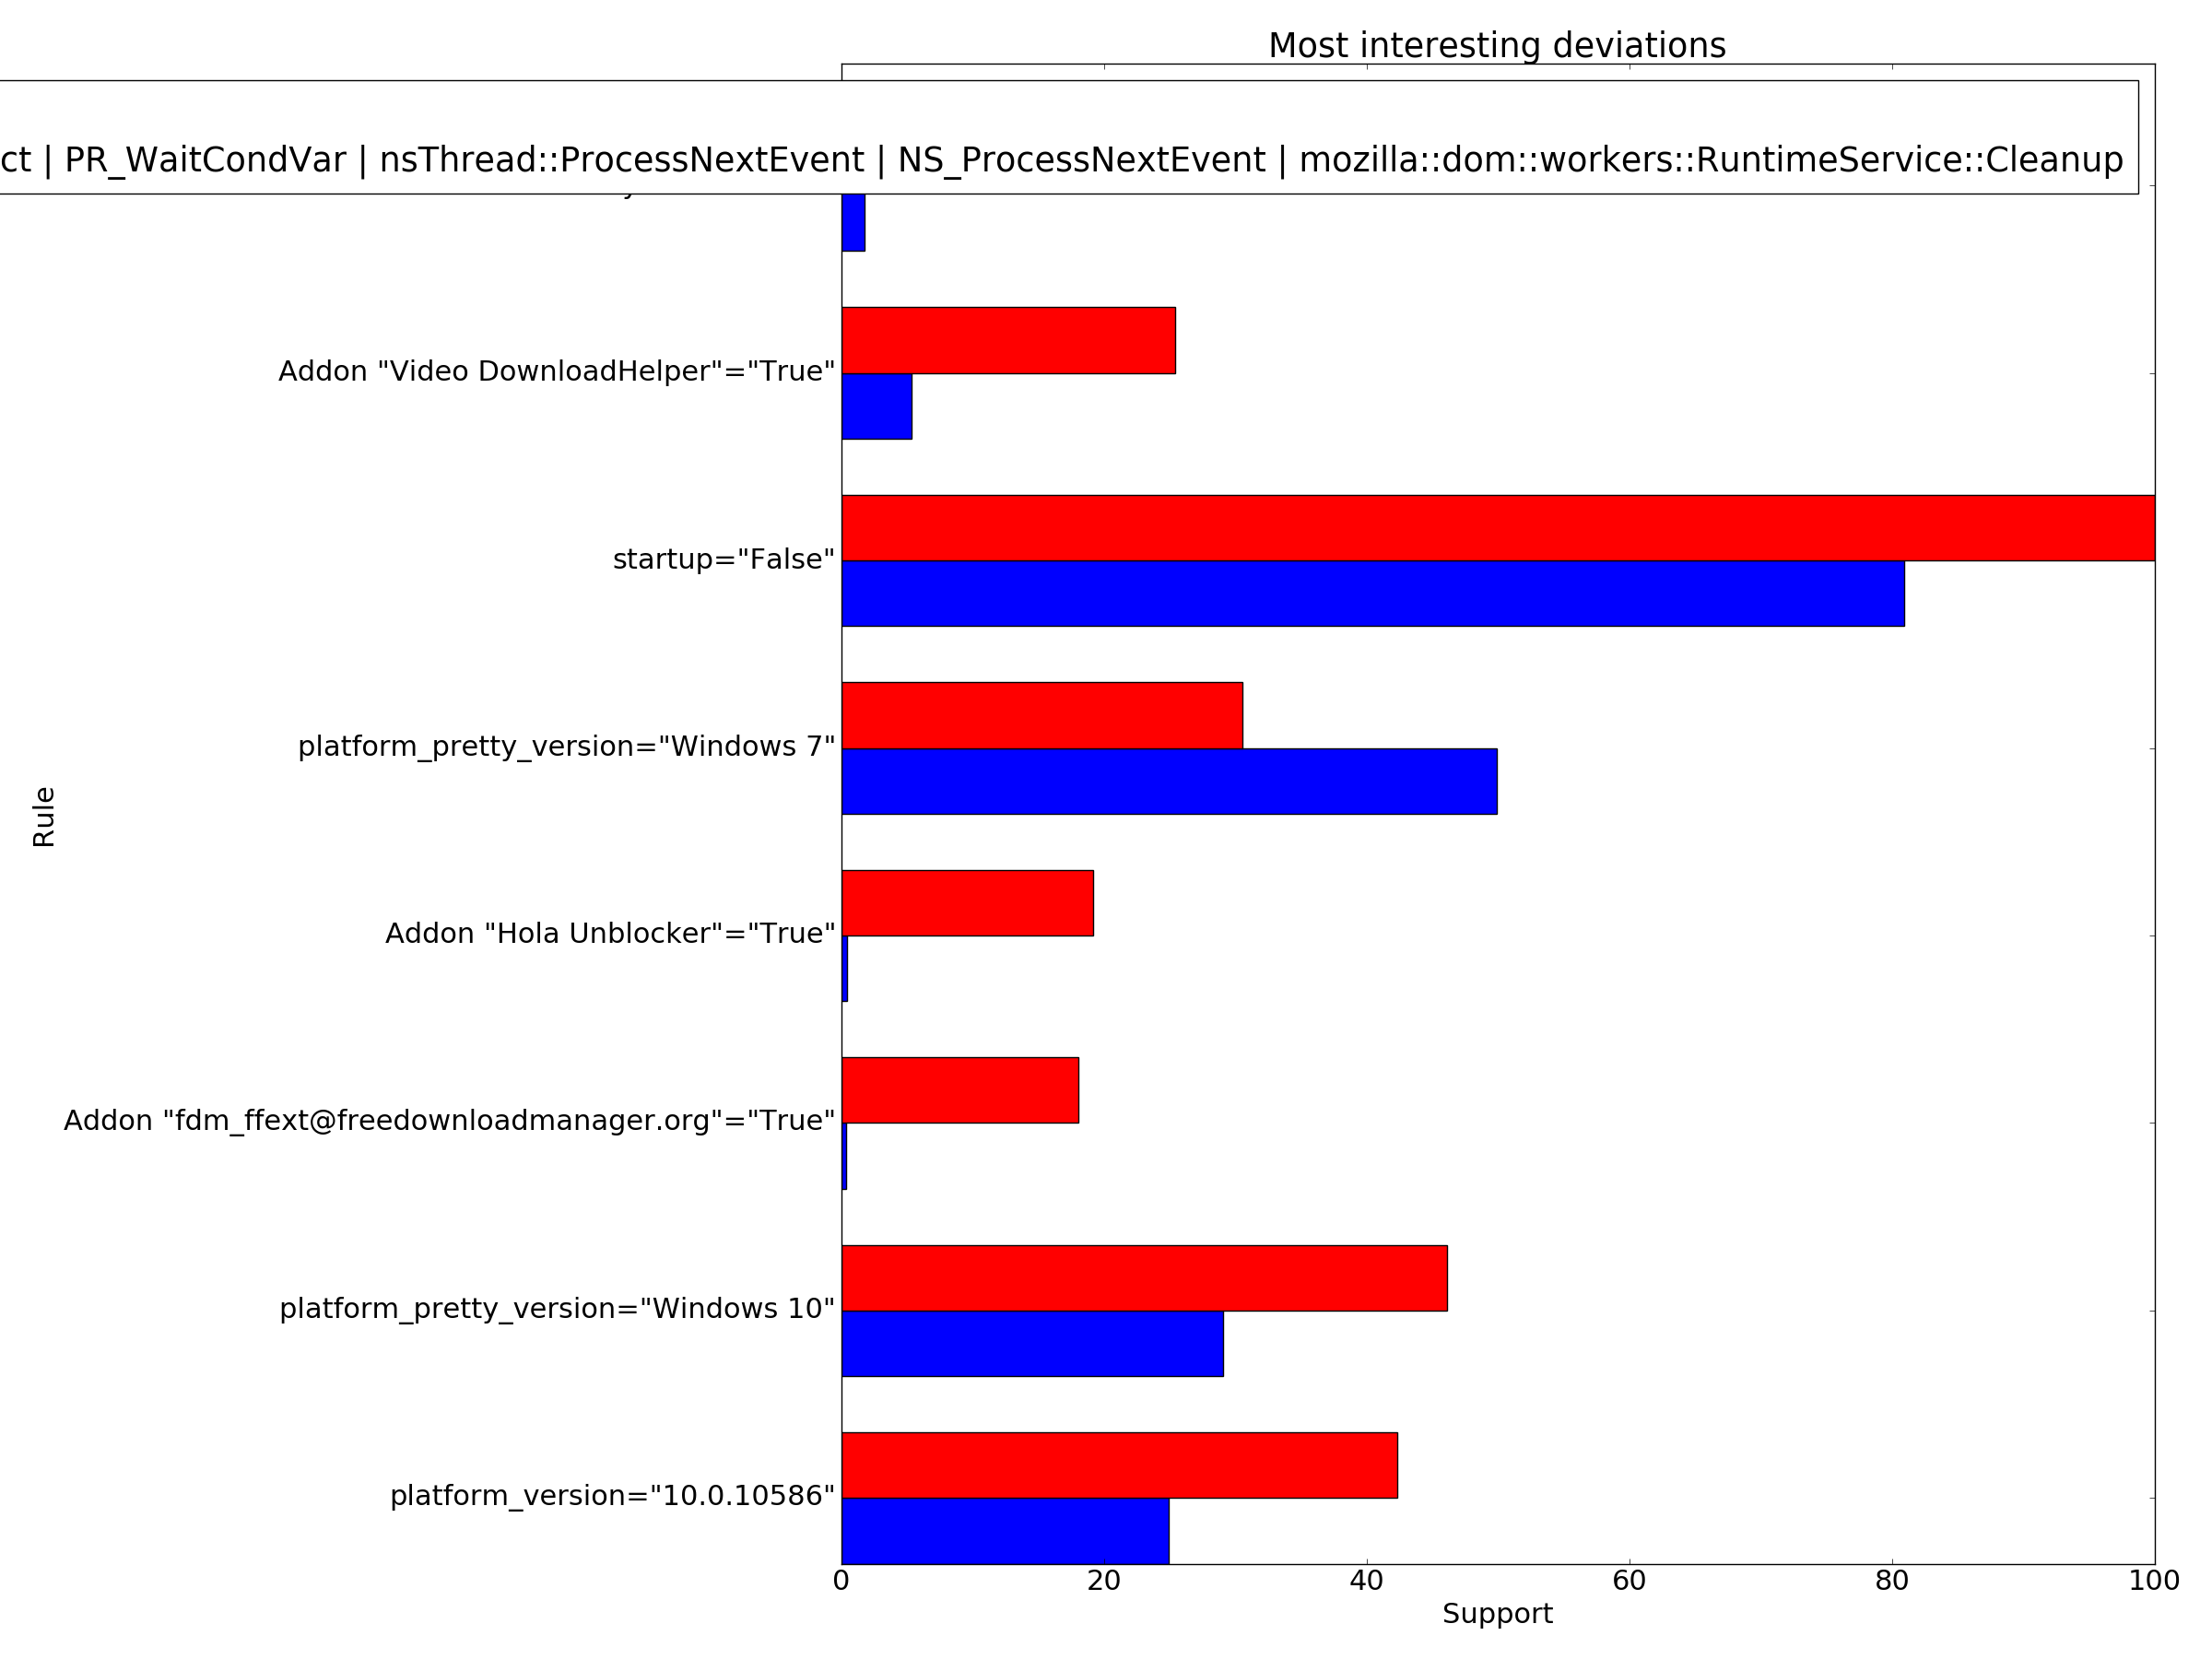 Most interesting deviations
ct | PR_WaitCondVar | nsThread::ProcessNextEvent | NS_ProcessNextEvent | mozilla::dom::workers::RuntimeService::Cleanup
Addon "Video DownloadHelper"="True"
startup="False"
platform_pretty_version="Windows 7"
Rule
Addon "Hola Unblocker"="True"
Addon "fdm_ffext@freedownloadmanager.org"="True"
platform_pretty_version="Windows 10"
platform_version="10.0.10586"
0 20 40 60 80 100
Support